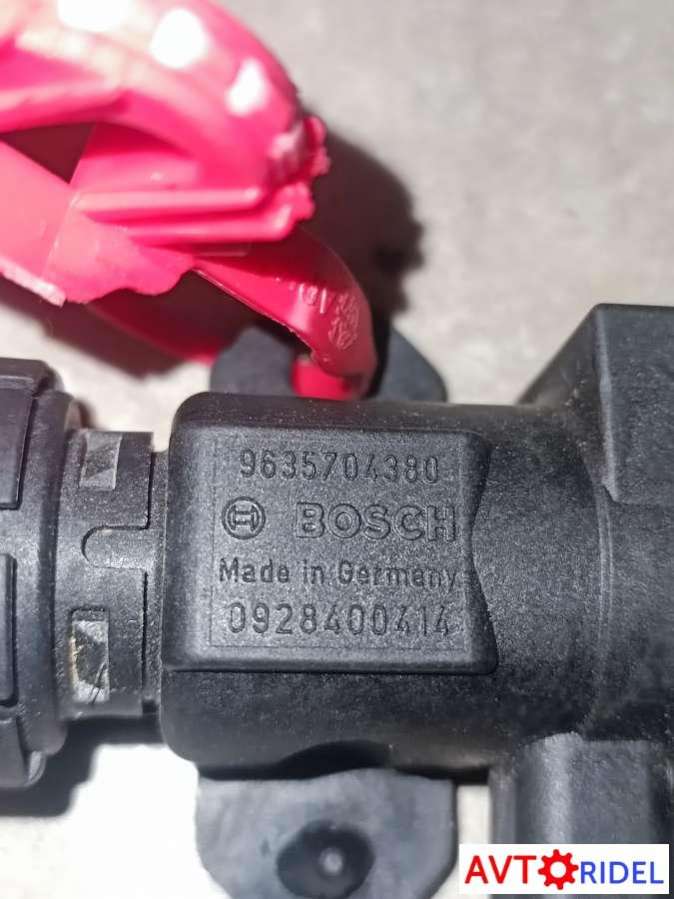 9635704380
BOSCH
Made in Germany
0928400414
AVTORIDEL